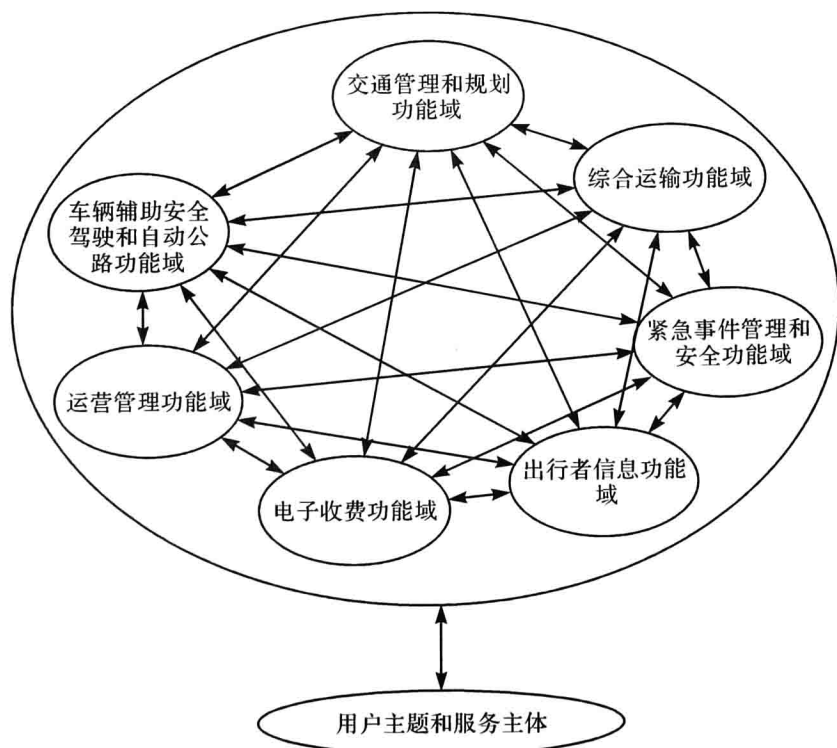 交通管理和规划
功能域
综合运输功能域
车辆辅助安全
驾驶和自动公
路功能域
紧急事件管理和
安全功能域
运营管理功能域
出行者信息功能
域
电子收费功能域
用户主题和服务主体